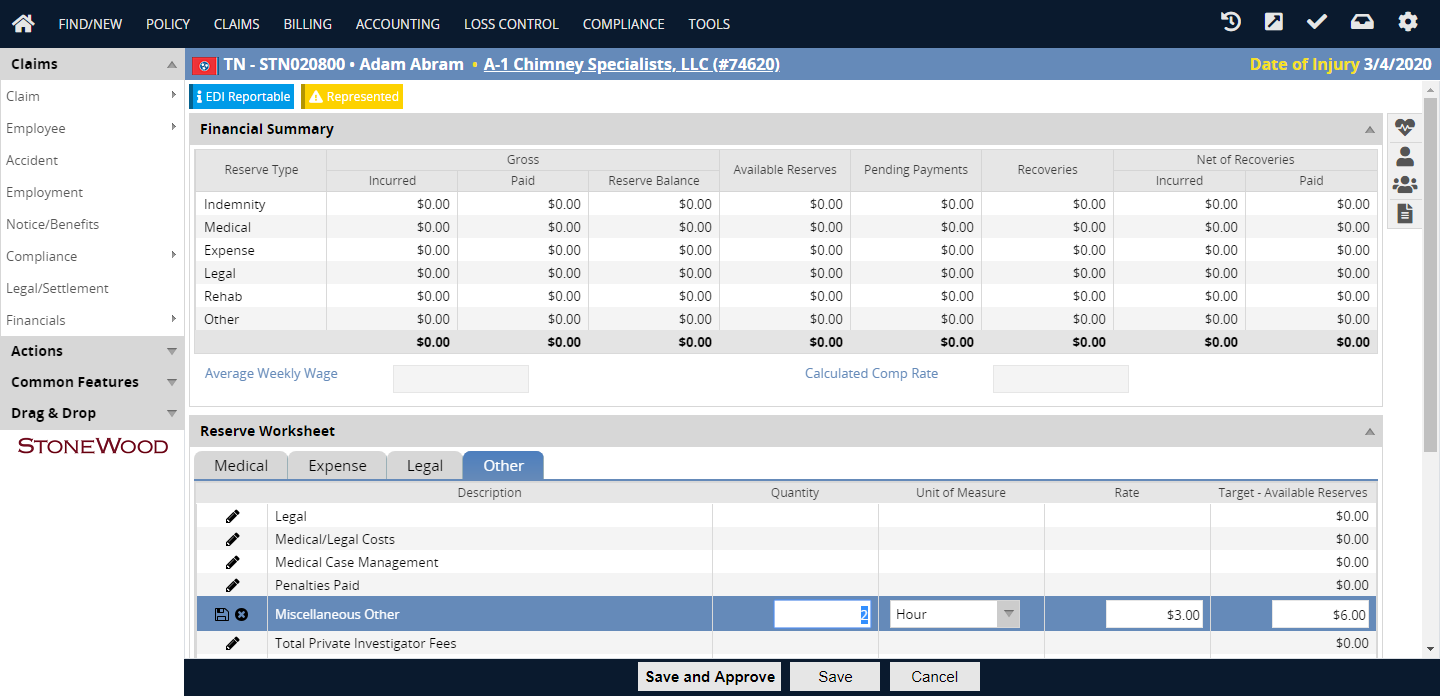 FIND/NEW POLICY CLAIMS BILLING ACCOUNTING LOSS CONTROL COMPLIANCE TOOLS
Claims
Claim
Employee
Accident
Employment
Notice/Benefits
Compliance
Legal/Settlement
Financials
Actions
Common Features
Drag & Drop
STONEWOOD
TN - STN020800 • Adam Abram • A-1 Chimney Specialists, LLC (#74620) Date of Injury 3/4/2020
EDI Reportable Represented
Financial Summary
Reserve Type Gross Available Reserves Pending Payments Recoveries Net of Recoveries
Incurred Paid Reserve Balance Incurred Paid
Indemnity $0.00 $0.00 $0.00 $0.00 $0.00 $0.00 $0.00 $0.00
Medical $0.00 $0.00 $0.00 $0.00 $0.00 $0.00 $0.00 $0.00
Expense $0.00 $0.00 $0.00 $0.00 $0.00 $0.00 $0.00 $0.00
Legal $0.00 $0.00 $0.00 $0.00 $0.00 $0.00 $0.00 $0.00
Rehab $0.00 $0.00 $0.00 $0.00 $0.00 $0.00 $0.00 $0.00
Other $0.00 $0.00 $0.00 $0.00 $0.00 $0.00 $0.00 $0.00
$0.00 $0.00 $0.00 $0.00 $0.00 $0.00 $0.00 $0.00
Average Weekly Wage Calculated Comp Rate
Reserve Worksheet
Medical Expense Legal Other
Description Quantity Unit of Measure Rate Target - Available Reserves
Legal $0.00
Medical/Legal Costs $0.00
Medical Case Management $0.00
Penalties Paid $0.00
Miscellaneous Other 2 Hour $3.00 $6.00
Total Private Investigator Fees $0.00
Save and Approve Save Cancel